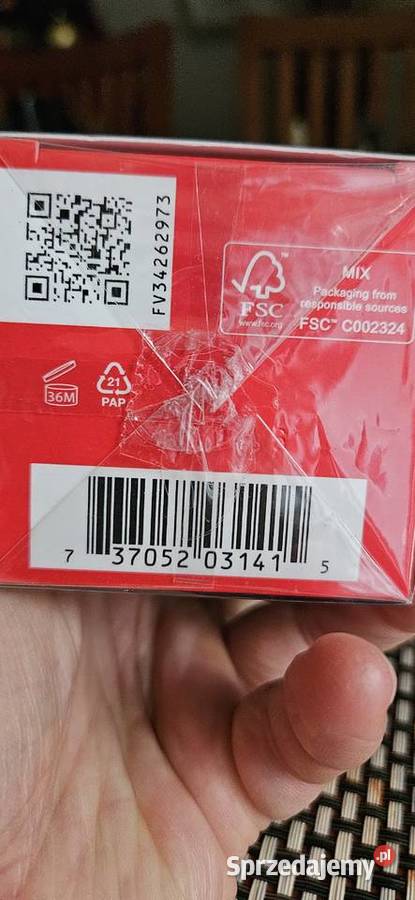 FV34262973
FSC™
www.fsc.org
MIX
Packaging from
responsible sources
FSC™ C002324
36M
21
PAP
7 37052 03141 5
Sprzedajemy.pl